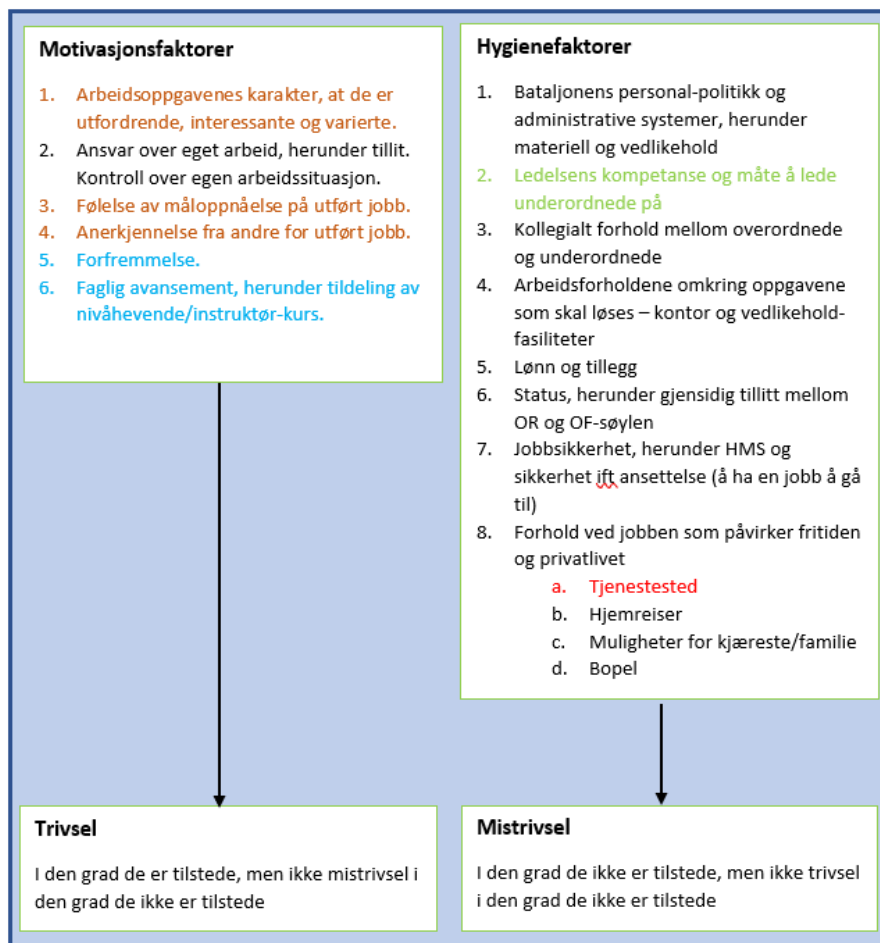 Motivasjonsfaktorer
1. Arbeidsoppgavenes karakter, at de er
utfordrende, interessante og varierte.
2. Ansvar over eget arbeid, herunder tillit.
Kontroll over egen arbeidssituasjon.
3. Følelse av måloppnåelse på utført jobb.
4. Anerkjennelse fra andre for utført jobb.
5. Forfremmelse.
6. Faglig avansement, herunder tildeling av
nivåhevende/instruktør-kurs.
Hygienefaktorer
1. Bataljonens personal-politikk og
administrative systemer, herunder
materiell og vedlikehold
2. Ledelsens kompetanse og måte å lede
underordnede på
3. Kollegialt forhold mellom overordnede
og underordnede
4. Arbeidsforholdene omkring oppgavene
som skal løses – kontor og vedlikehold-
fasiliteter
5. Lønn og tillegg
6. Status, herunder gjensidig tillitt mellom
OR og OF-søylen
7. Jobbsikkerhet, herunder HMS og
sikkerhet ift ansettelse (å ha en jobb å gå
til)
8. Forhold ved jobben som påvirker fritiden
og privatlivet
a. Tjenestested
b. Hjemreiser
c. Muligheter for kjæreste/familie
d. Bopel
Trivsel
I den grad de er tilstede, men ikke mistrivsel i
den grad de ikke er tilstede
Mistrivsel
I den grad de ikke er tilstede, men ikke trivsel
i den grad de ikke er tilstede